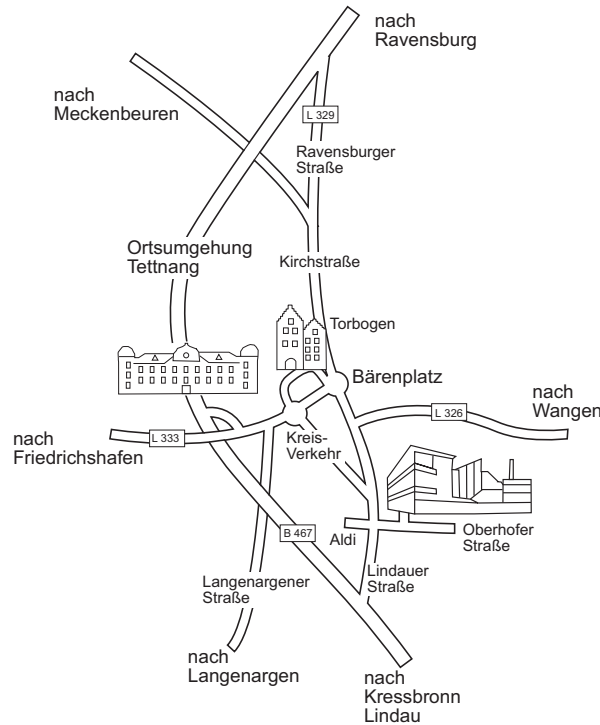 nach
Ravensburg
nach
Meckenbeuren
L 329
Ravensburger
Straße
Ortsumgehung
Tettnang
Kirchstraße
Torbogen
Bärenplatz
nach
Wangen
L 326
L 333
nach
Friedrichshafen
Kreis-
Verkehr
B 467
Aldi
Oberhofer
Straße
Langenargener
Straße
Lindauer
Straße
nach
Langenargen
nach
Kressbronn
Lindau